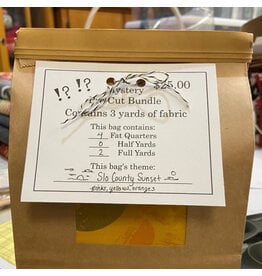 !? !?
Mystery $25.00
PreCut Bundle
Contains 3 yards of fabric
This bag contains:
4 Fat Quarters
0 Half Yards
2 Full Yards
This bag's theme:
Slo County Sunset
pinks, yellows, oranges